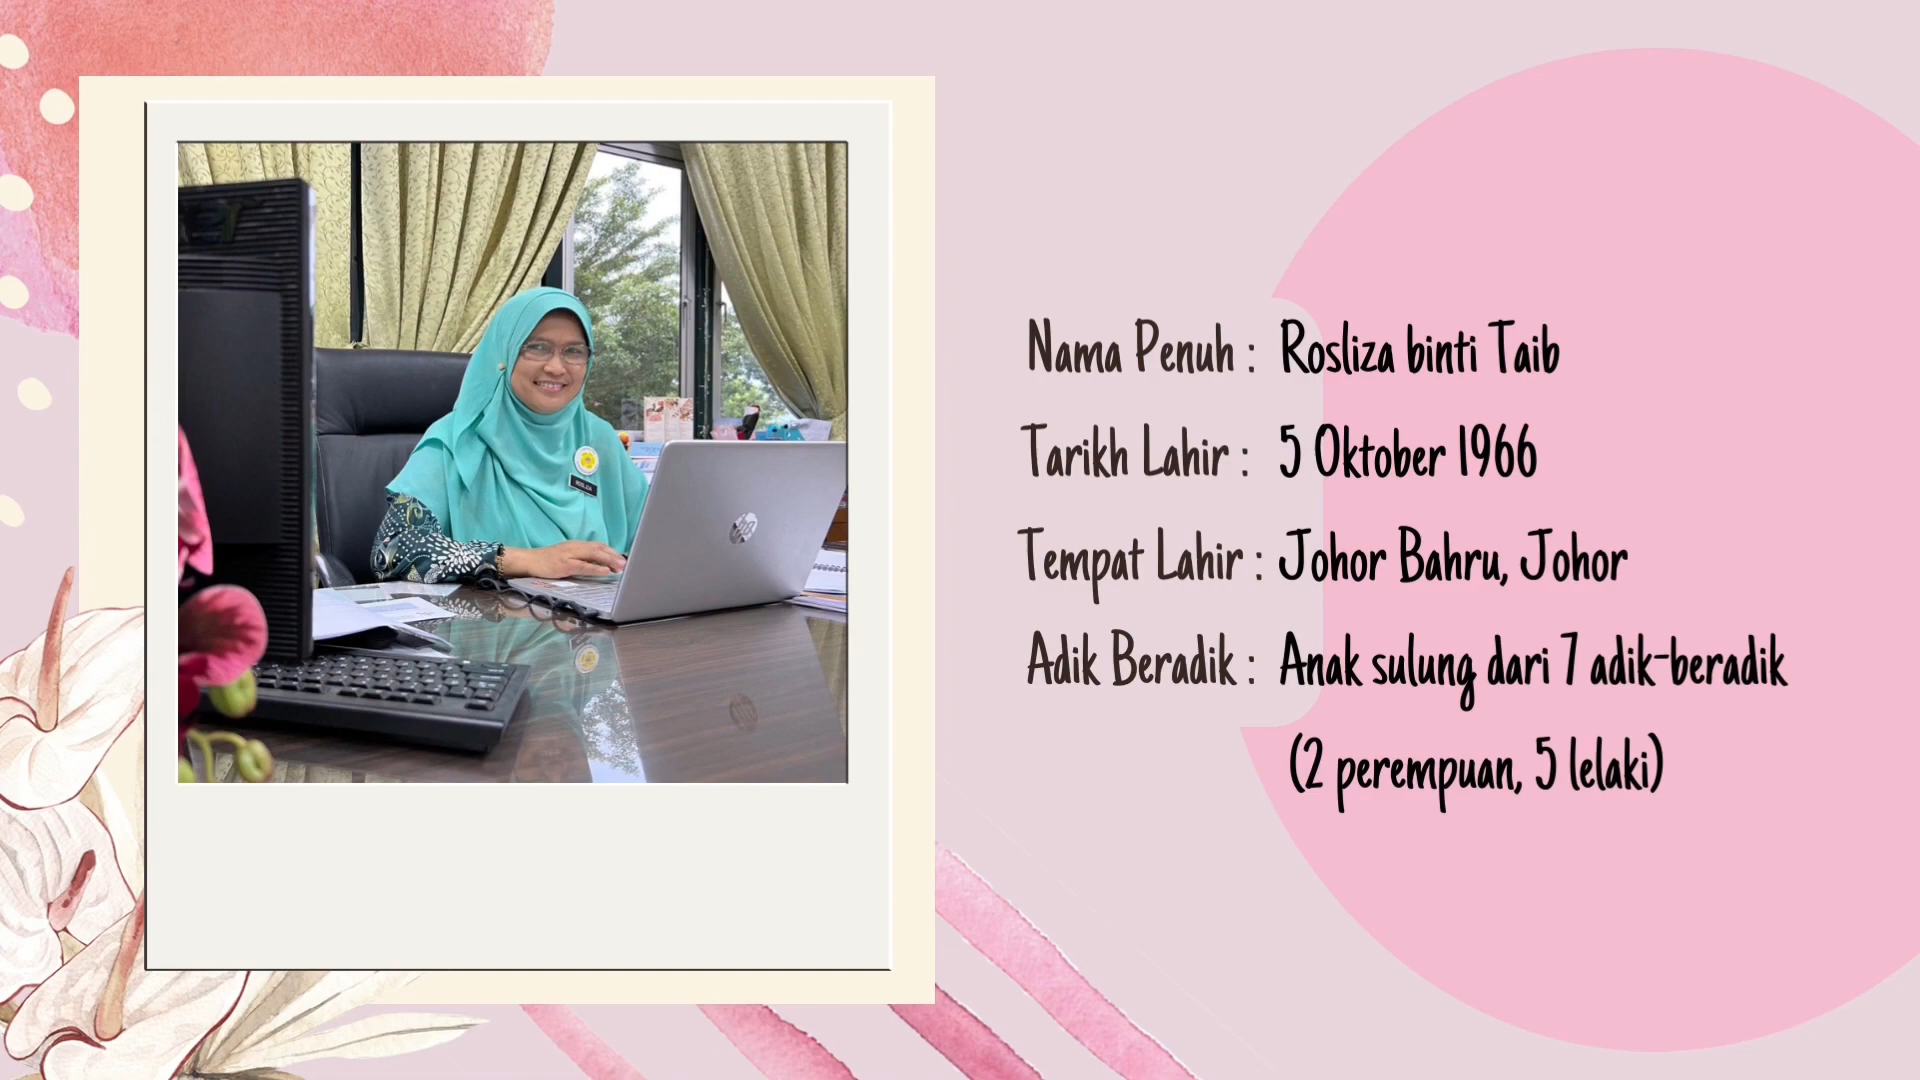 Nama Penuh : Rosliza binti Taib
Tarikh Lahir : 5 Oktober 1966
Tempat Lahir : Johor Bahru, Johor
Adik Beradik : Anak sulung dari 7 adik-beradik
(2 perempuan, 5 lelaki)
hp